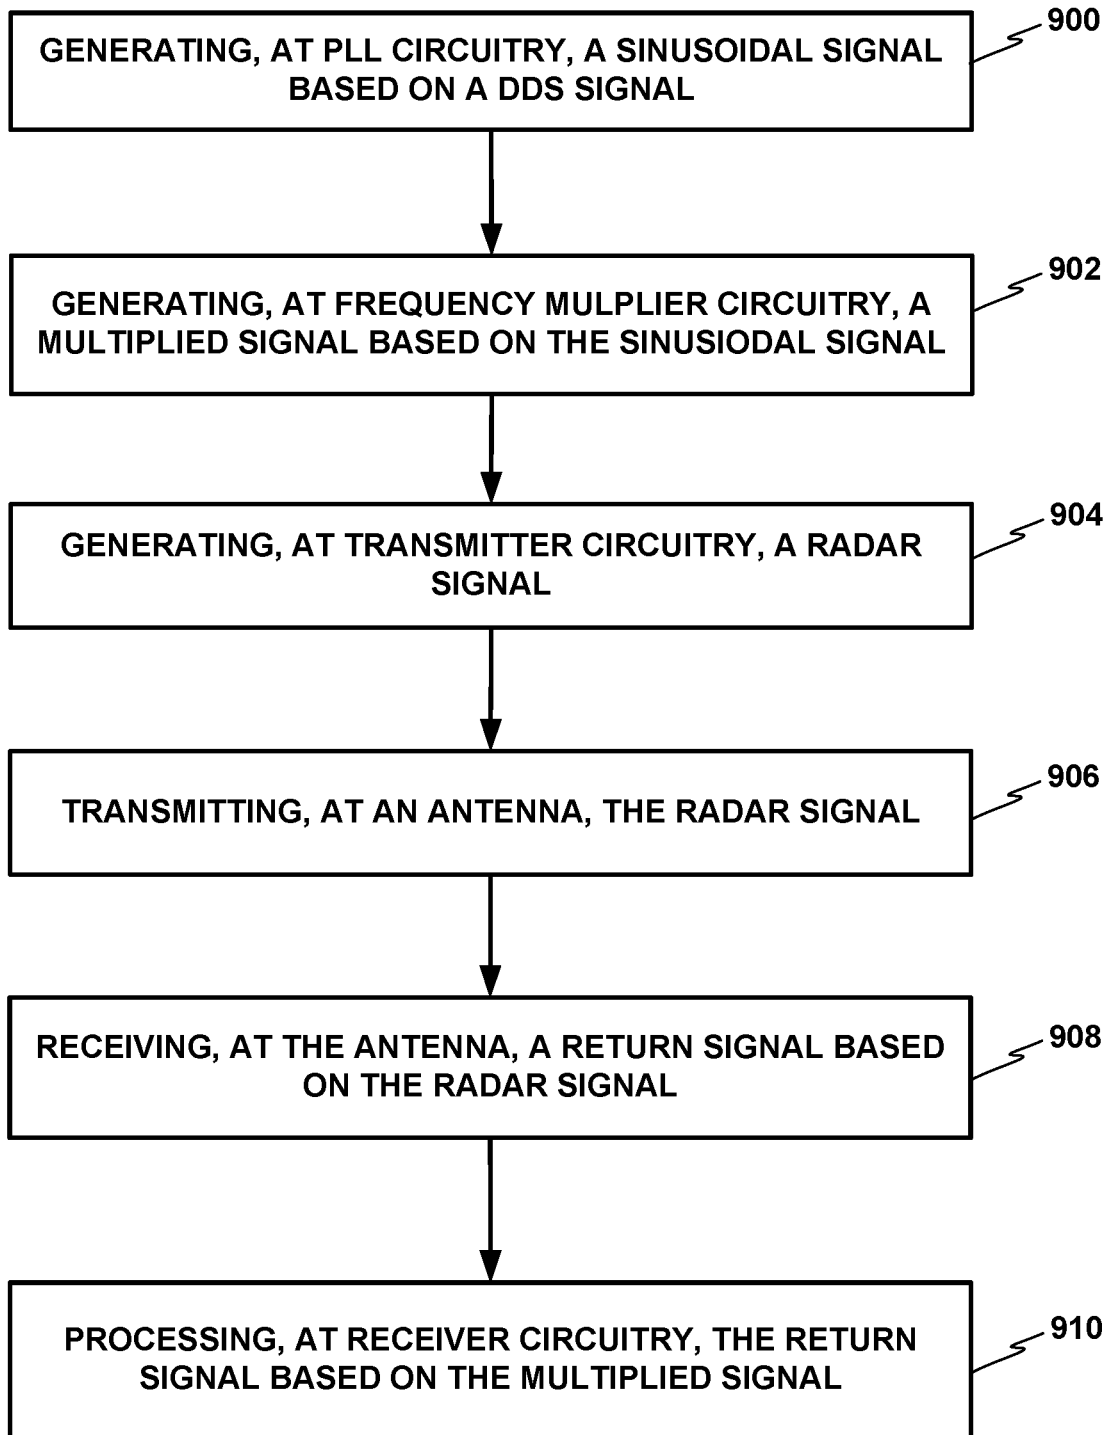 GENERATING, AT PLL CIRCUITRY, A SINUSOIDAL SIGNAL
BASED ON A DDS SIGNAL
900
GENERATING, AT FREQUENCY MULPLIER CIRCUITRY, A
MULTIPLIED SIGNAL BASED ON THE SINUSIODAL SIGNAL
902
GENERATING, AT TRANSMITTER CIRCUITRY, A RADAR
SIGNAL
904
TRANSMITTING, AT AN ANTENNA, THE RADAR SIGNAL
906
RECEIVING, AT THE ANTENNA, A RETURN SIGNAL BASED
ON THE RADAR SIGNAL
908
PROCESSING, AT RECEIVER CIRCUITRY, THE RETURN
SIGNAL BASED ON THE MULTIPLIED SIGNAL
910